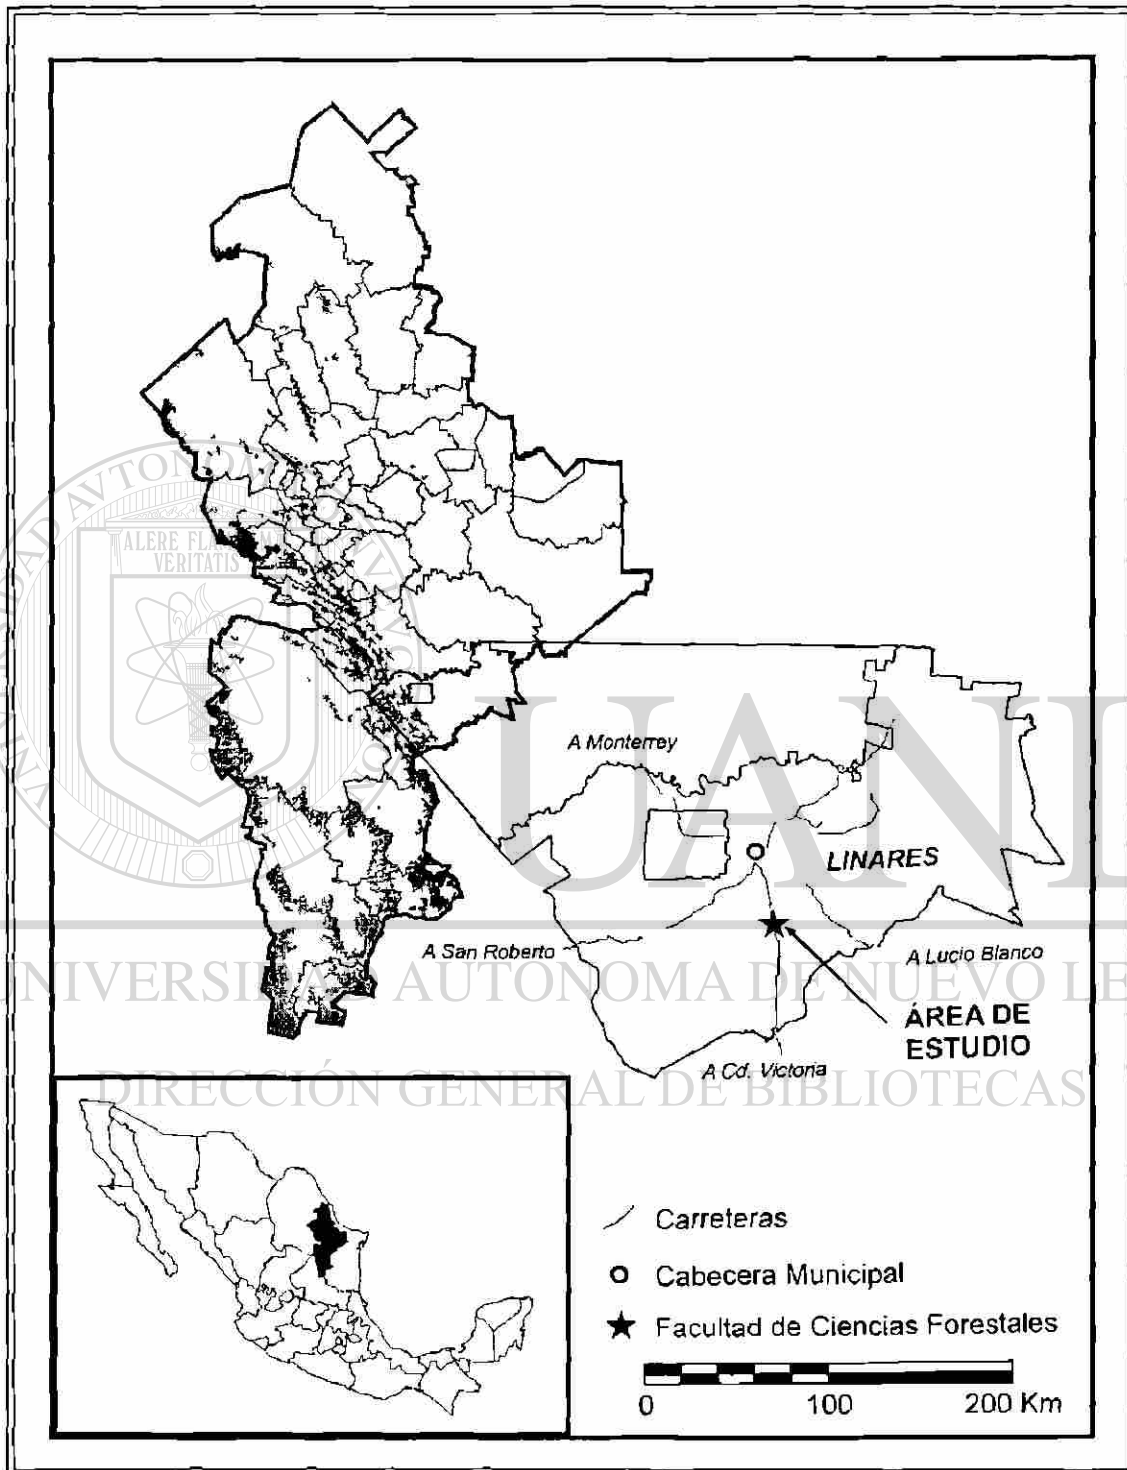 A Monterrey
LINARES
A San Roberto
A Lucio Blanco
ÁREA DE
ESTUDIO
A Cd. Victoria
Carreteras
Cabecera Municipal
Facultad de Ciencias Forestales
0 100 200 Km
ALERE FLAMMAM
VERITATIS
UANL
UNIVERSIDAD AUTÓNOMA DE NUEVO LEÓN
DIRECCIÓN GENERAL DE BIBLIOTECAS